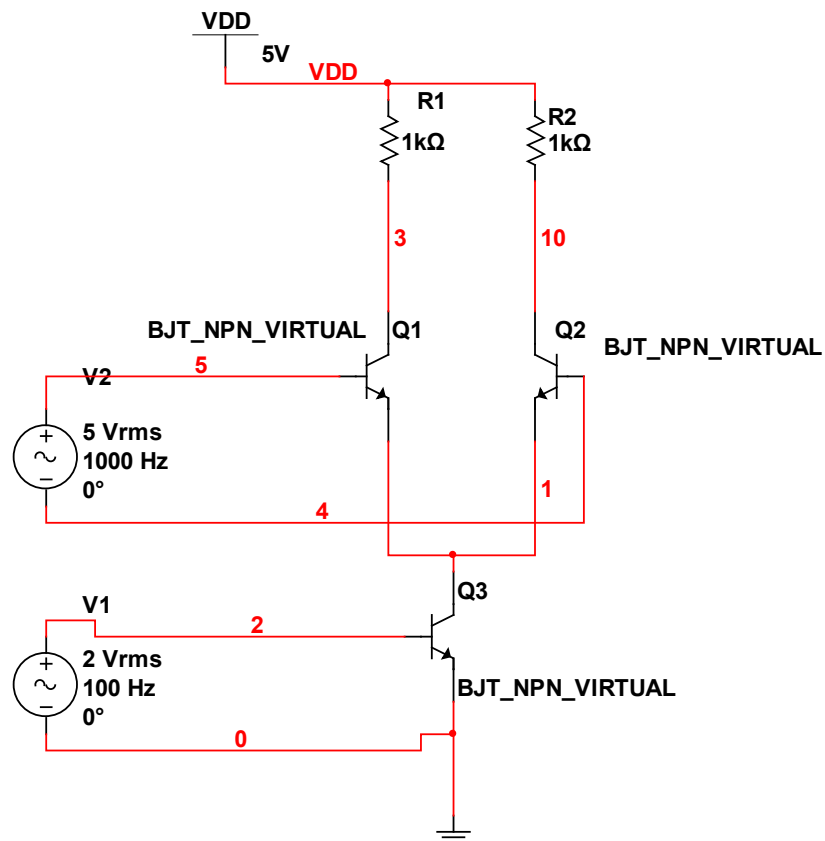 VDD
5V
VDD
R1
1kΩ
R2
1kΩ
3
10
BJT_NPN_VIRTUAL
Q1
Q2
BJT_NPN_VIRTUAL
5
V2
5 Vrms
1000 Hz
0°
4
1
Q3
V1
2
2 Vrms
100 Hz
0°
BJT_NPN_VIRTUAL
0